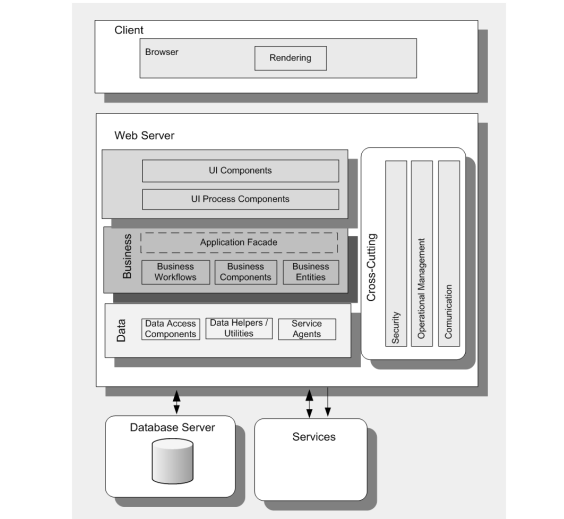 Client
Browser
Rendering
Web Server
UI Components
UI Process Components
Business
Application Facade
Business
Workflows
Business
Components
Business
Entities
Data
Data Access
Components
Data Helpers /
Utilities
Service
Agents
Cross-Cutting
Security
Operational Management
Comunication
Database Server
Services